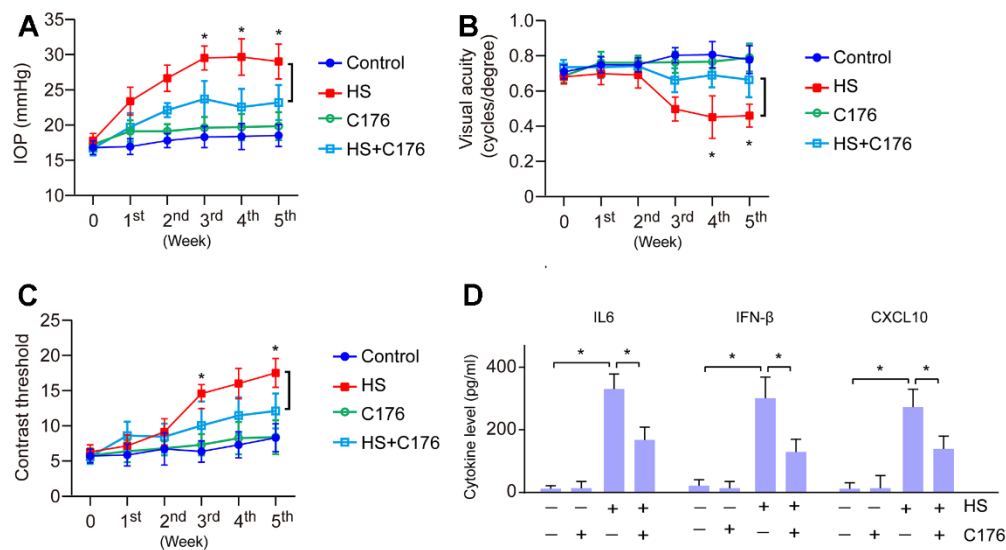 A
IOP (mmHg)
35
30
25
20
15
10
0 1st 2nd 3rd 4th 5th
(Week)
* * *
Control
HS
C176
HS+C176
B
Visual acuity
(cycles/degree)
1.0
0.8
0.6
0.4
0.2
0.0
0 1st 2nd 3rd 4th 5th
(Week)
* *
Control
HS
C176
HS+C176
C
Contrast threshold
25
20
15
10
5
0
0 1st 2nd 3rd 4th 5th
(Week)
* *
Control
HS
C176
HS+C176
D
IL6 IFN-β CXCL10
Cytokine level (pg/ml)
400
200
0
* * * * * *
− − + + − − + + − − + + HS
− + − + − + − + − + − + C176